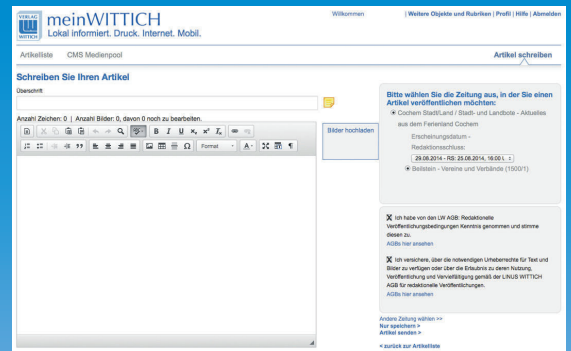 VERLAG
WITTICH
meinWITTICH
Lokal informiert. Druck. Internet. Mobil.
Willkommen
| Weitere Objekte und Rubriken | Profil | Hilfe | Abmelden
Artikelliste CMS Medienpool
Artikel schreiben
Schreiben Sie Ihren Artikel
Überschrift
Anzahl Zeichen: 0 | Anzahl Bilder: 0, davon 0 noch zu bearbeiten.
B I U
Format
Bilder hochladen
Bitte wählen Sie die Zeitung aus, in der Sie einen
Artikel veröffentlichen möchten:
Cochem Stadt/Land / Stadt- und Landbote - Aktuelles
aus dem Ferienland Cochem
Erscheinungsdatum -
Redaktionsschluss:
29.08.2014 - RS: 25.08.2014, 16:00
Beilstein - Vereine und Verbände (1500/1)
Ich habe von den LW AGB: Redaktionelle
Veröffentlichungsbedingungen Kenntnis genommen und stimme
diesen zu.
AGBs hier ansehen
Ich versichere, über die notwendigen Urheberrechte für Text und
Bilder zu verfügen oder über die Erlaubnis zu deren Nutzung,
Veröffentlichung und Vervielfältigung gemäß der LINUS WITTICH
AGB für redaktionelle Veröffentlichungen.
AGBs hier ansehen
Andere Zeitung wählen >>
Nur speichern >
Artikel senden >
< zurück zur Artikelliste